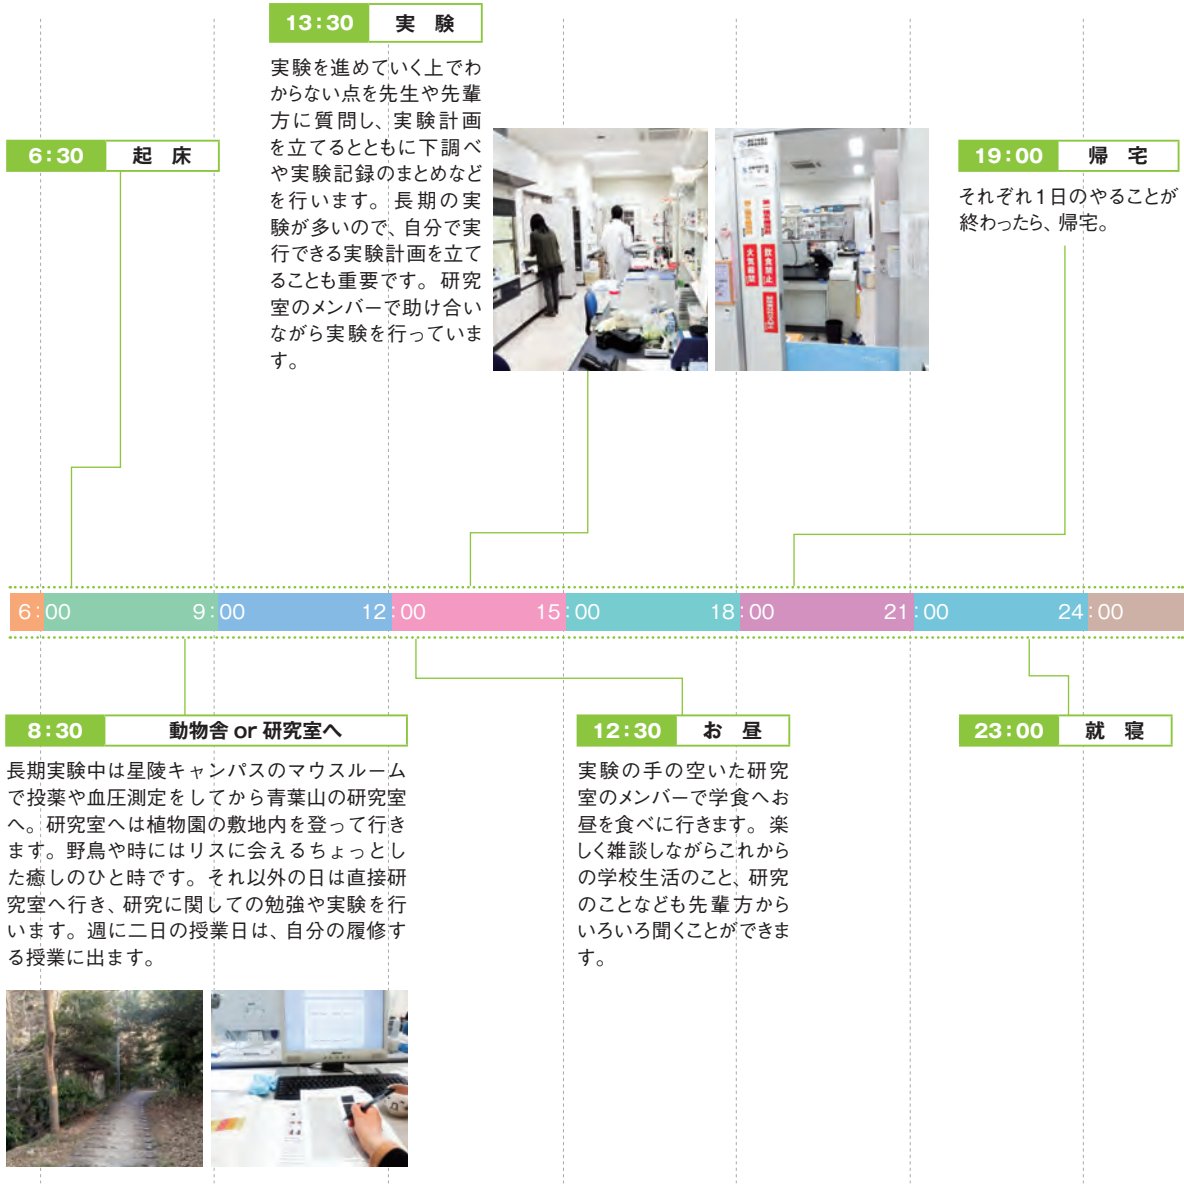 13:30 実 験
実験を進めていく上でわ
からない点を先生や先輩
方に質問し、実験計画
を立てるとともに下調べ
や実験記録のまとめなど
を行います。長期の実
験が多いので、自分で実
行できる実験計画を立て
ることも重要です。研究
室のメンバーで助け合い
ながら実験を行っていま
す。
6:30 起 床
火気厳禁
飲食禁止
19:00 帰 宅
それぞれ1日のやることが
終わったら、帰宅。
6:00 9:00 12:00 15:00 18:00 21:00 24:00
8:30 動物舎 or 研究室へ
長期実験中は星陵キャンパスのマウスルーム
で投薬や血圧測定をしてから青葉山の研究室
へ。研究室へは植物園の敷地内を登って行き
ます。野鳥や時にはリスに会えるちょっとし
た癒しのひと時です。それ以外の日は直接研
究室へ行き、研究に関しての勉強や実験を行
います。週に二日の授業日は、自分の履修す
る授業に出ます。
12:30 お 昼
実験の手の空いた研究
室のメンバーで学食へお
昼を食べに行きます。楽
しく雑談しながらこれから
の学校生活のこと、研究
のことなども先輩方から
いろいろ聞くことができま
す。
23:00 就 寝